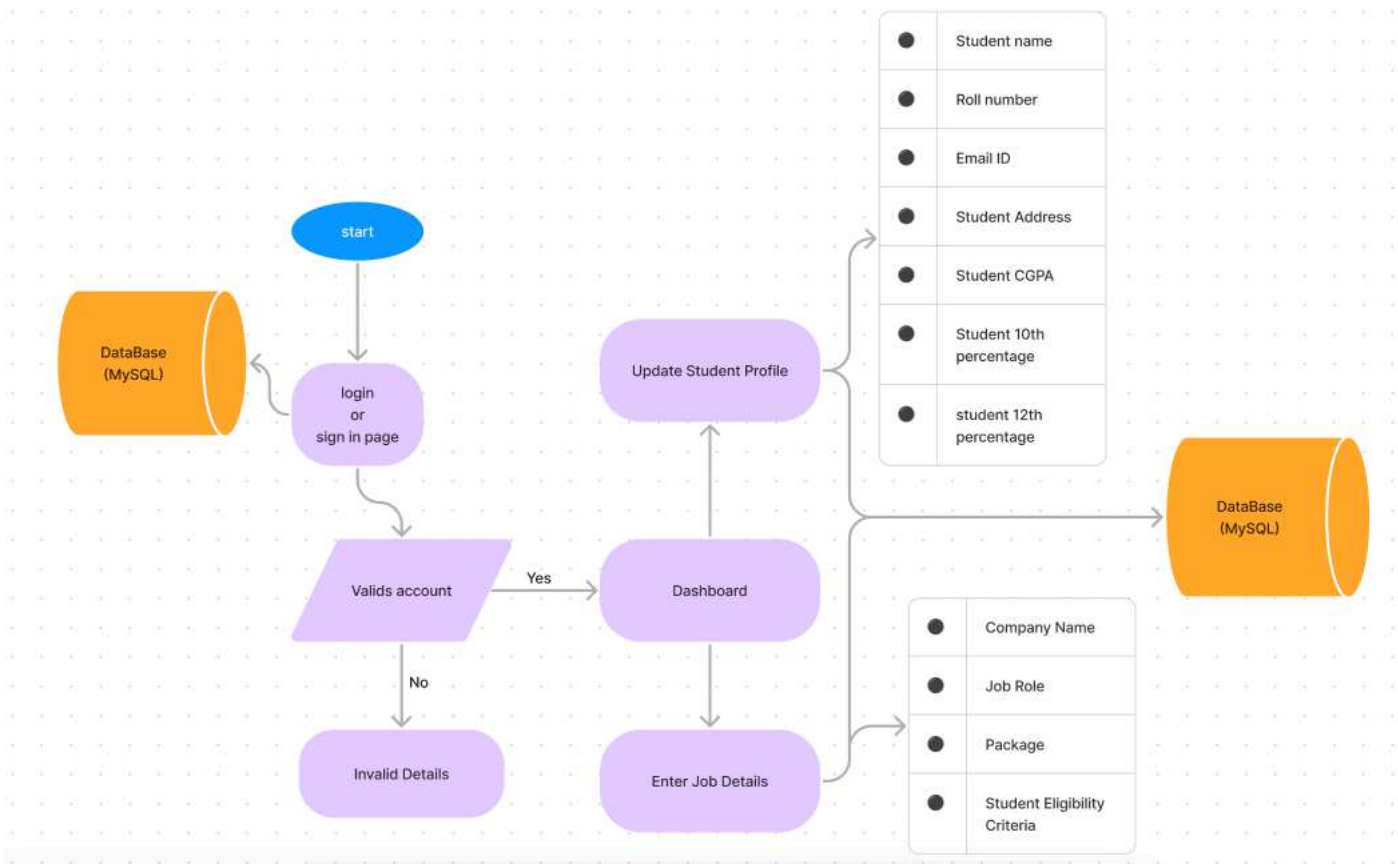 start
DataBase
(MySQL)
login
or
sign in page
Valids account
Yes
No
Invalid Details
Update Student Profile
Dashboard
Enter Job Details
Student name
Roll number
Email ID
Student Address
Student CGPA
Student 10th
percentage
student 12th
percentage
DataBase
(MySQL)
Company Name
Job Role
Package
Student Eligibility
Criteria